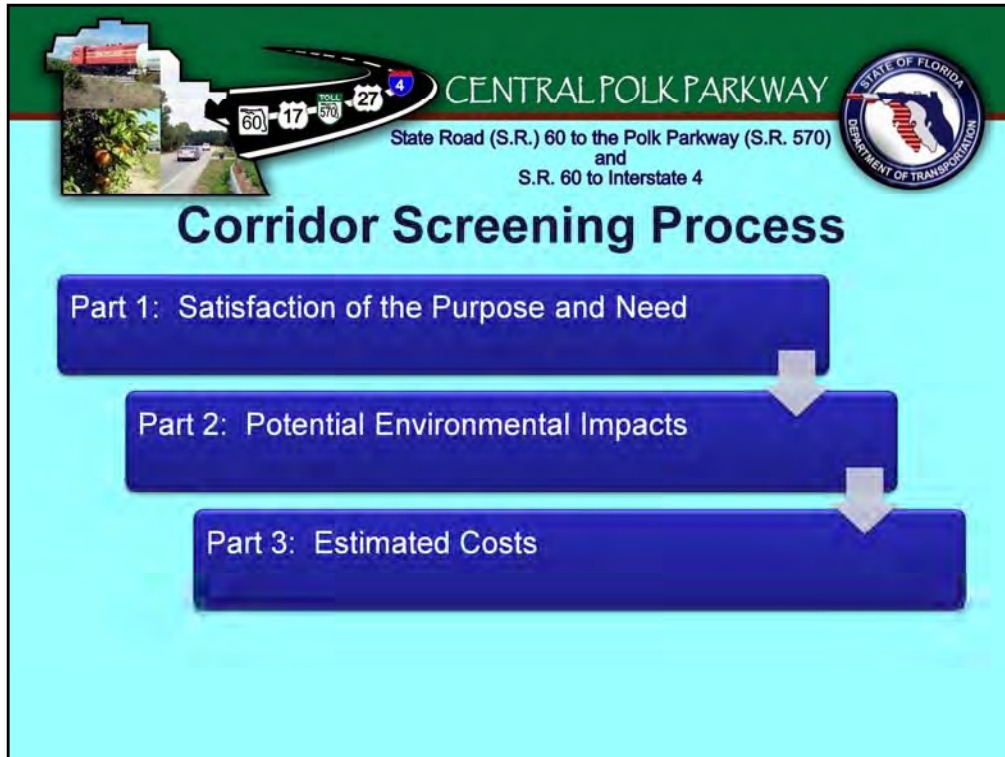 60
17
TOLL
570
27
4
CENTRAL POLK PARKWAY
STATE OF FLORIDA
DEPARTMENT OF TRANSPORTATION
State Road (S.R.) 60 to the Polk Parkway (S.R. 570)
and
S.R. 60 to Interstate 4
Corridor Screening Process
Part 1: Satisfaction of the Purpose and Need
Part 2: Potential Environmental Impacts
Part 3: Estimated Costs